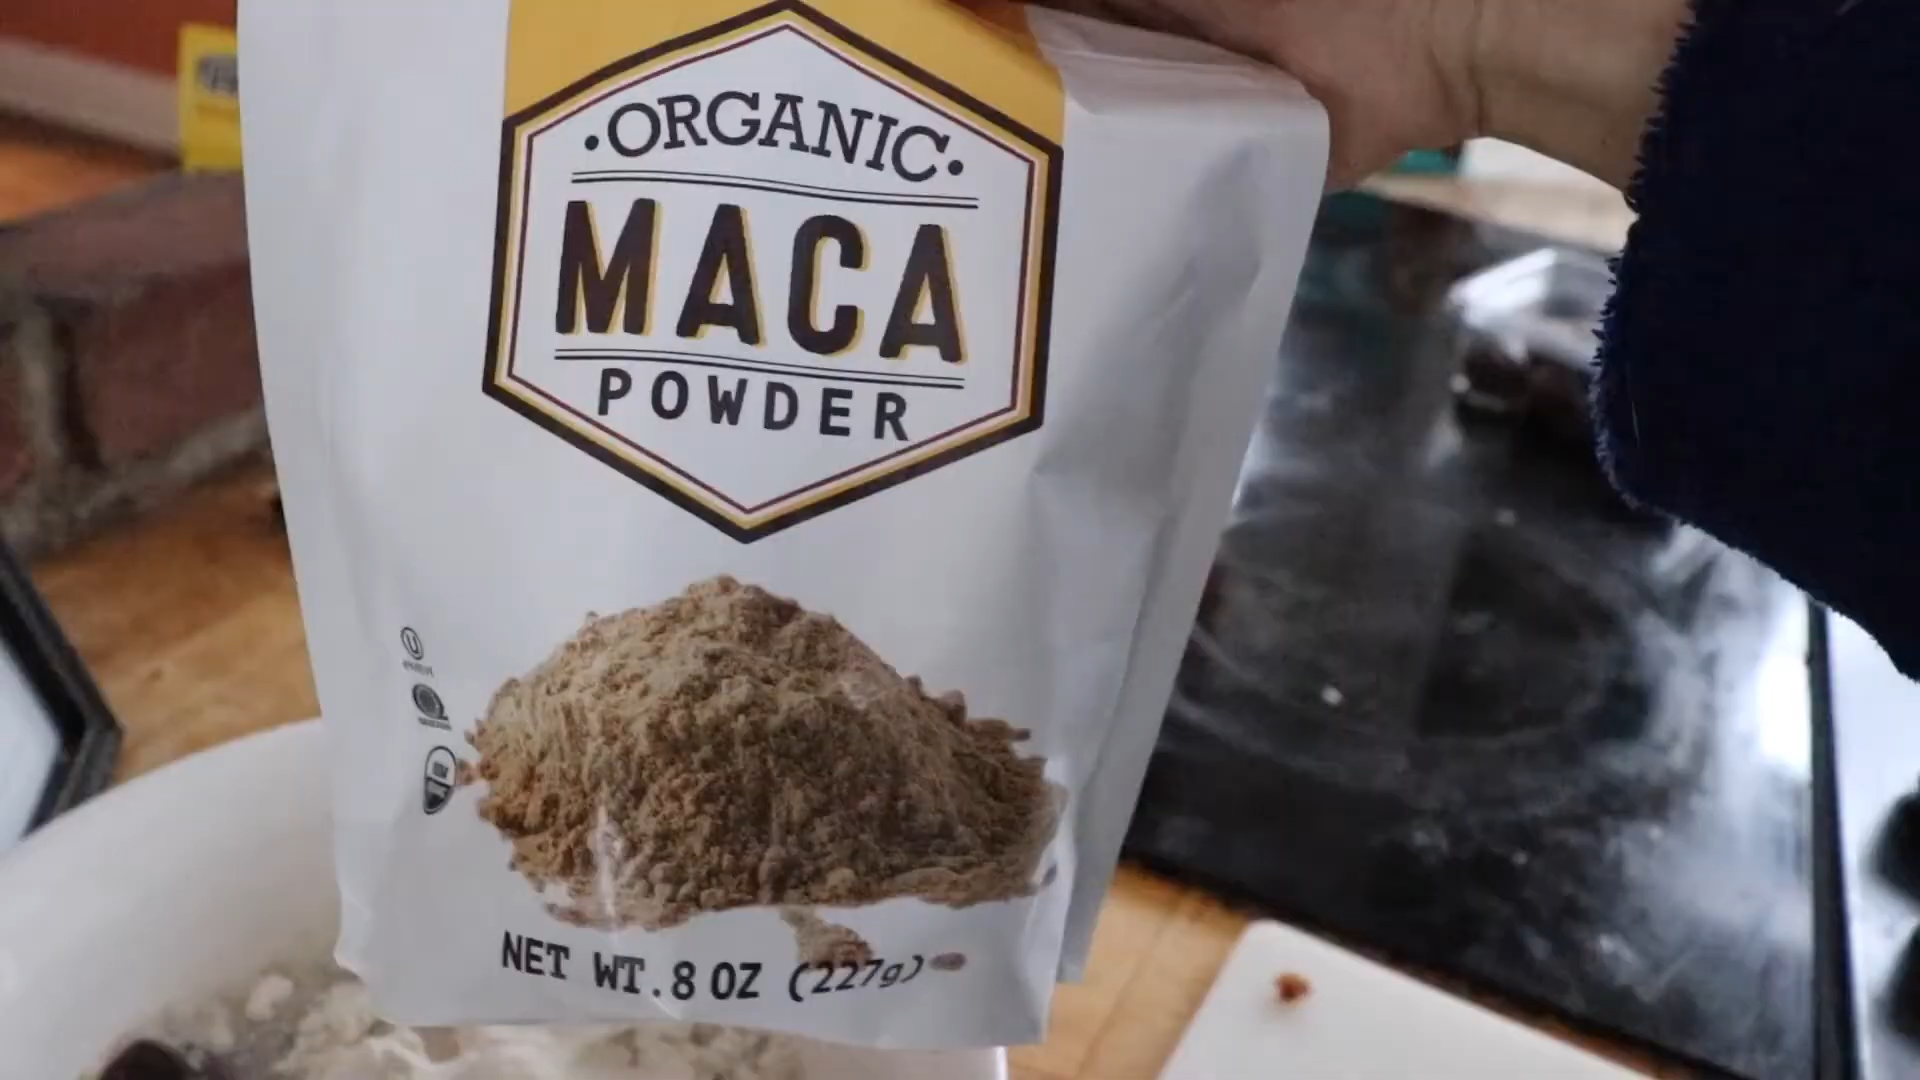 ·ORGANIC·
MACA
POWDER
U
NET WT. 8 OZ (227g)